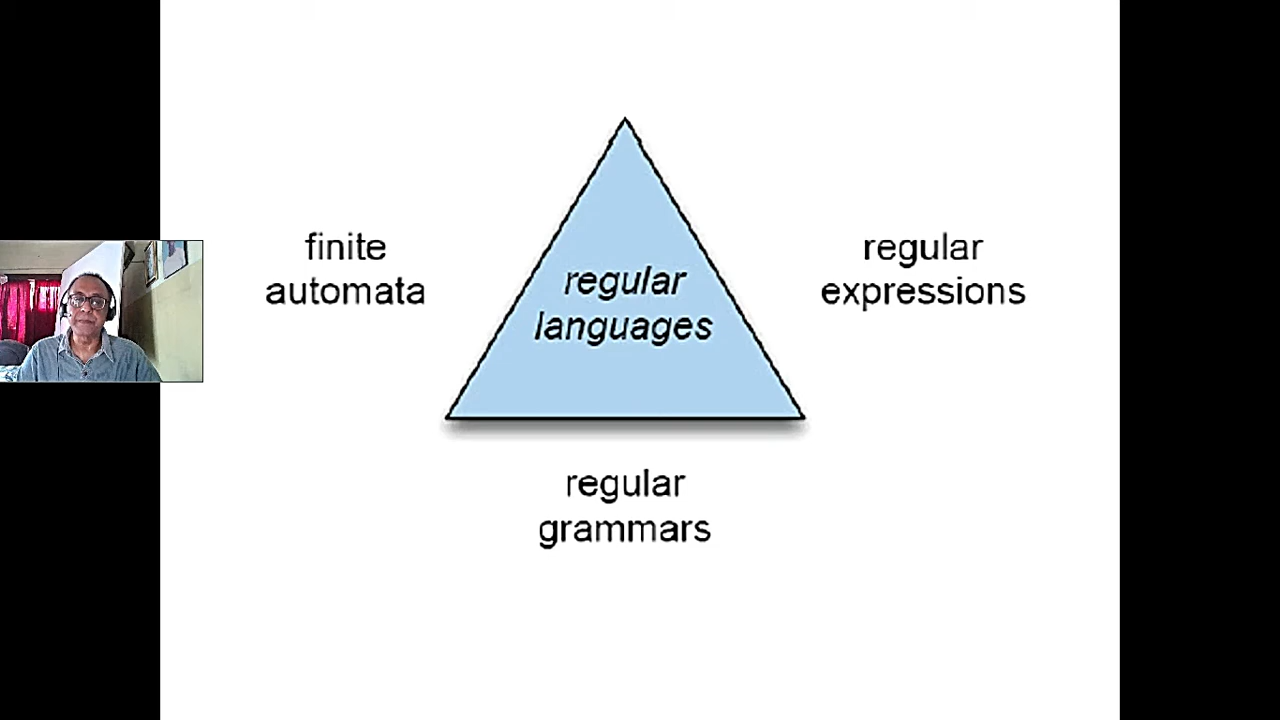 finite
automata
regular
languages
regular
expressions
regular
grammars